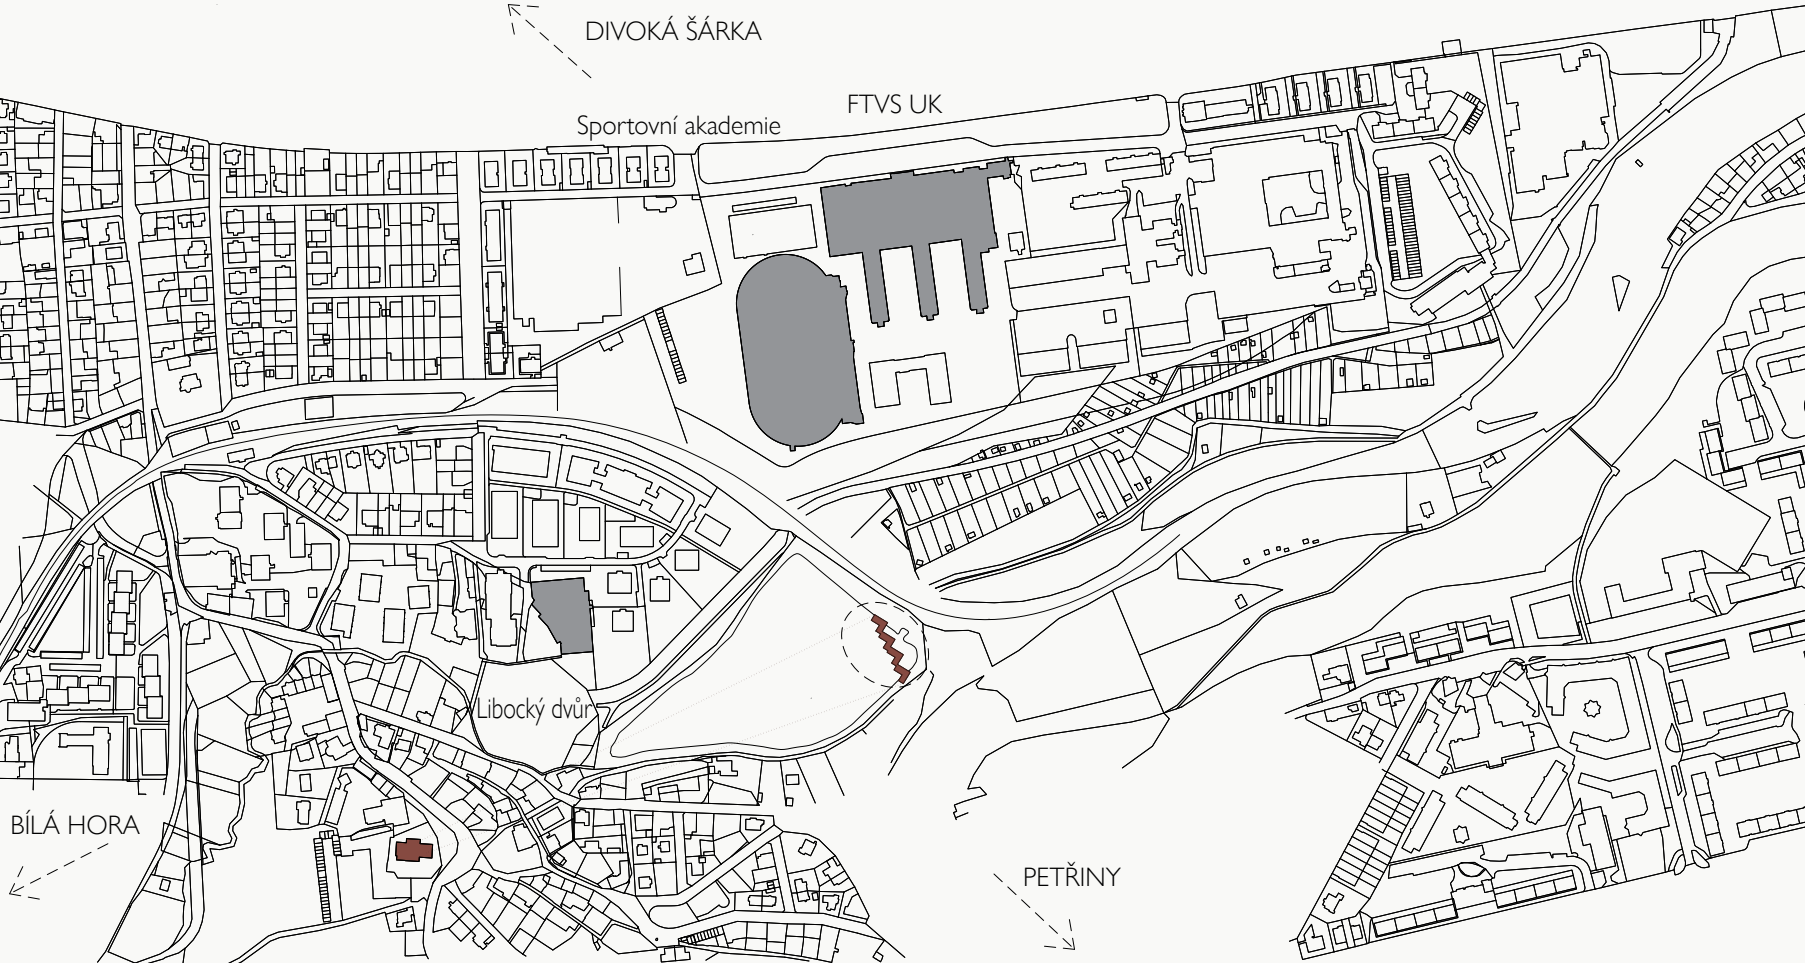 DIVOKÁ ŠÁRKA
FTVS UK
Sportovní akademie
Libocký dvůr
BÍLÁ HORA
PETŘINY